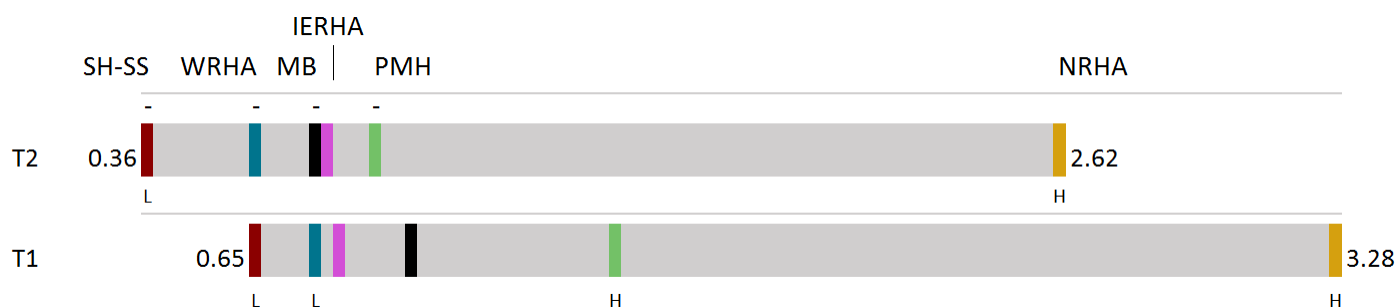 IERHA
SH-SS WRHA MB PMH NRHA
- - - -
T2 0.36 2.62
L H
T1 0.65 3.28
L L H H